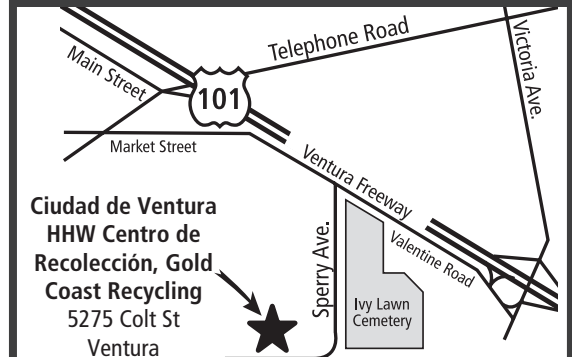 Telephone Road
Victoria Ave.
Main Street
101
Market Street
Ventura Freeway
Valentine Road
Sperry Ave.
Ivy Lawn
Cemetery
Ciudad de Ventura
HHW Centro de
Recolección, Gold
Coast Recycling
5275 Colt St
Ventura